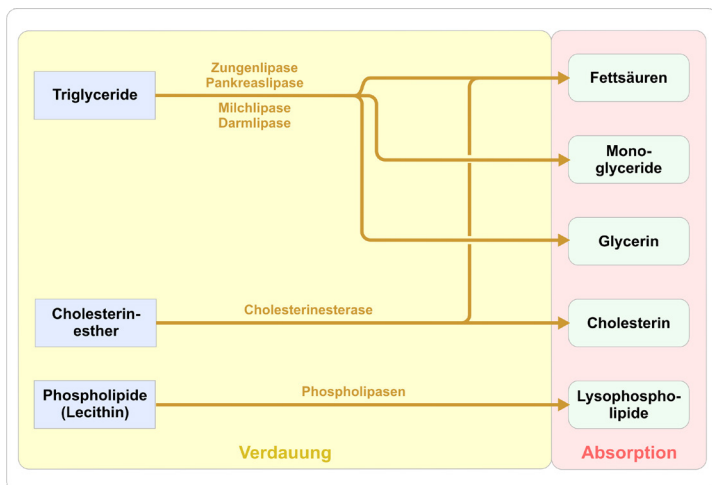 Zungenlipase
Pankreaslipase
Triglyceride
Milchlipase
Darmlipase
Fettsäuren
Mono-
glyceride
Glycerin
Cholesterin-
esther
Cholesterinesterase
Cholesterin
Phospholipide
(Lecithin)
Phospholipasen
Lysophospho-
lipide
Verdauung
Absorption